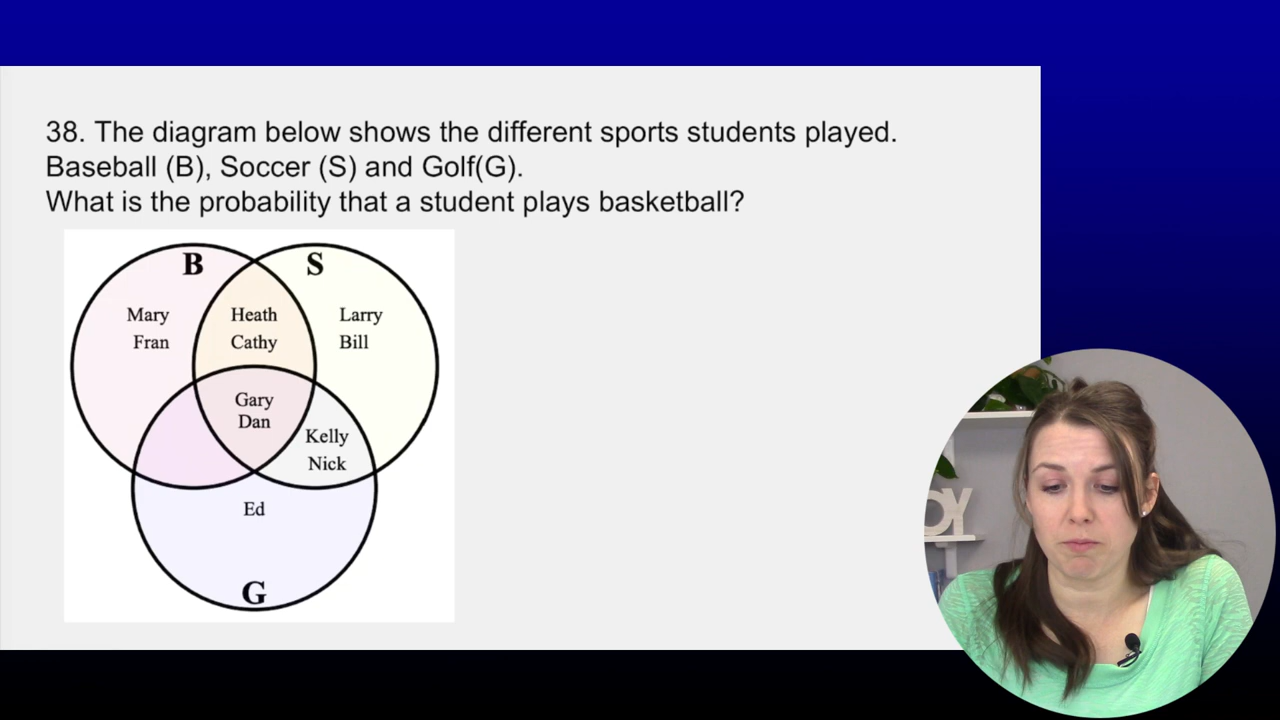 38. The diagram below shows the different sports students played.
Baseball (B), Soccer (S) and Golf(G).
What is the probability that a student plays basketball?
B
S
Mary
Fran
Heath
Cathy
Larry
Bill
Gary
Dan
Kelly
Nick
Ed
G
OY